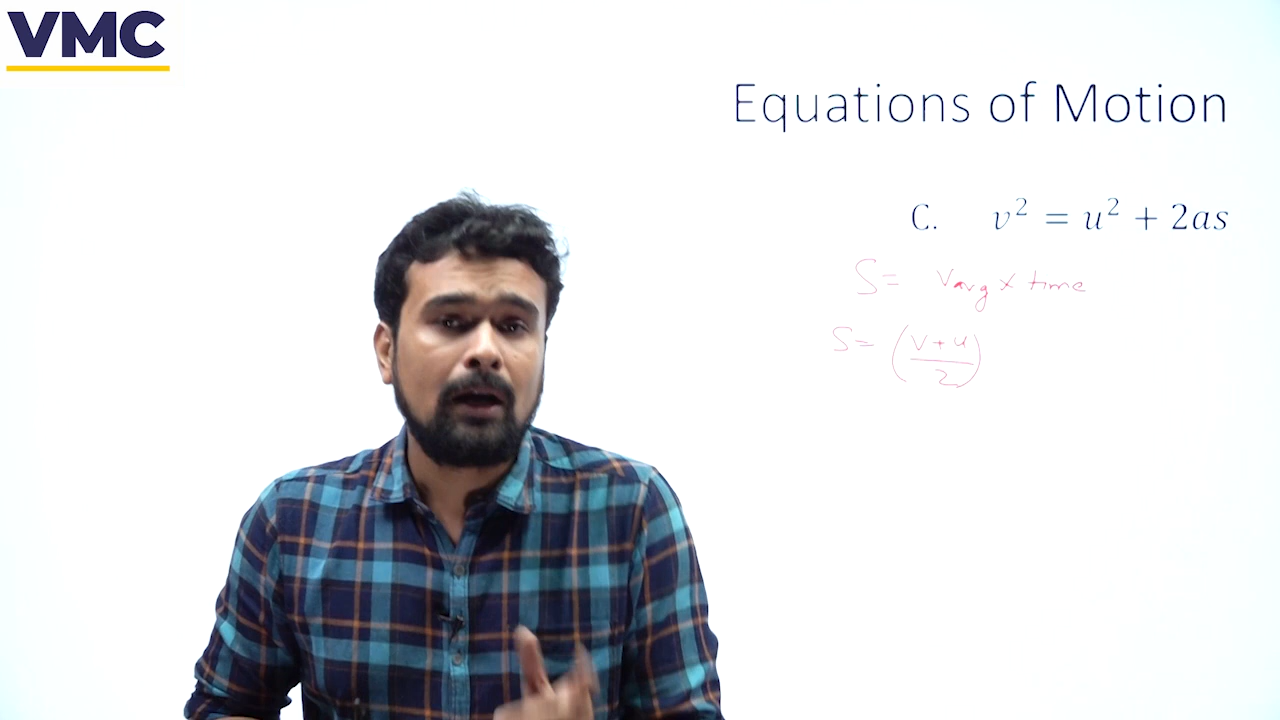 VMC
Equations of Motion
C. v² = u² + 2as
S = Vavg × time
S = (V + u / 2)